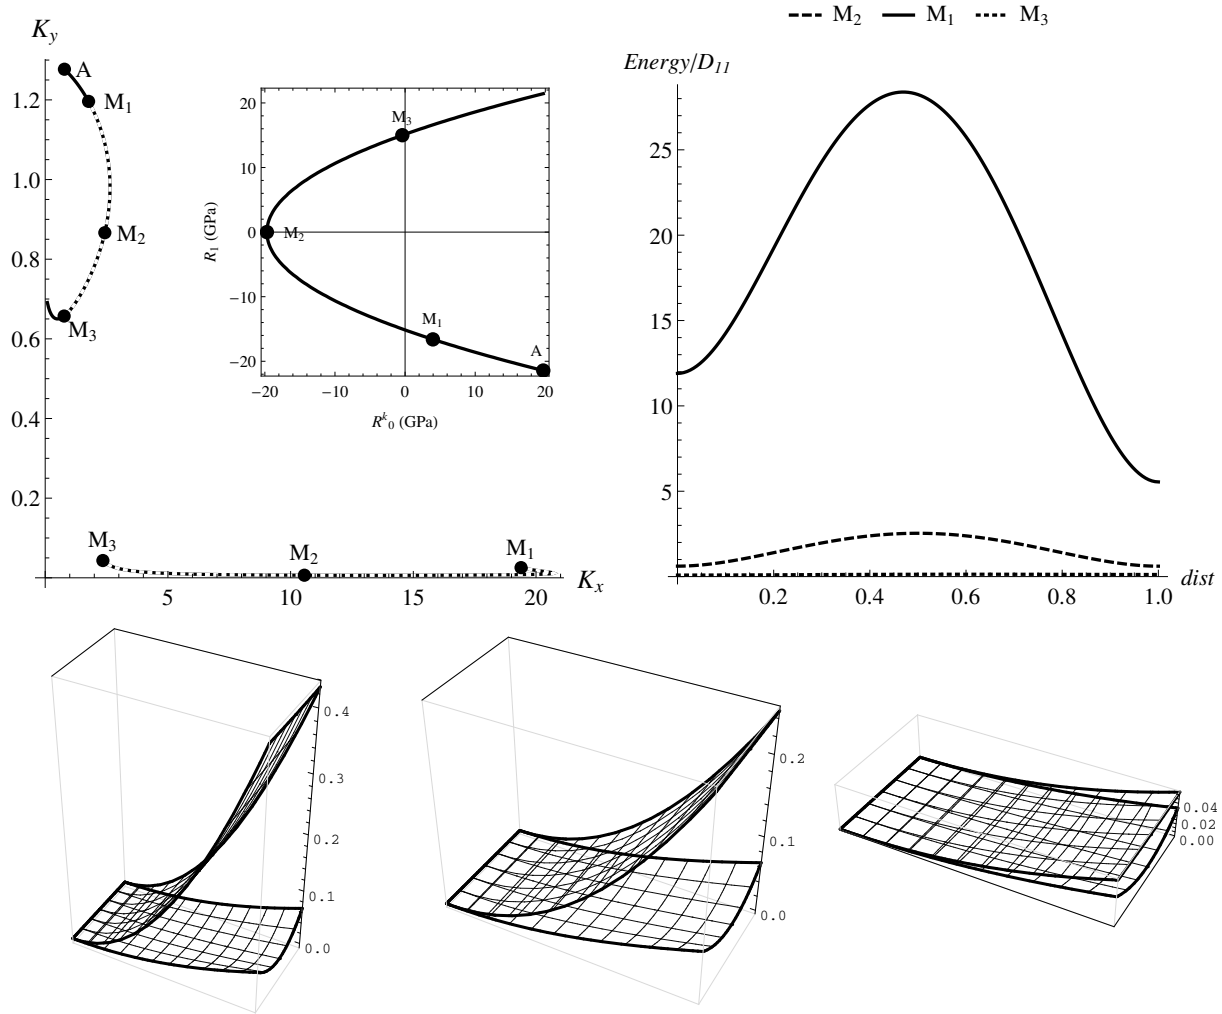 M₂ M₁ M₃
K_y
Energy/D₁₁
A
1.2 M₁
1.0
M₂
0.8
M₃
0.6
0.4
0.2
M₃ M₂ M₁
5 10 15 20 K_x
20
10
0
−10
−20
R₁ (GPa)
M₃
M₂
M₁
A
−20 −10 0 10 20
Rᵏ₀ (GPa)
25
20
15
10
5
0.2 0.4 0.6 0.8 1.0 dist
0.4
0.3
0.2
0.1
0.0
0.2
0.1
0.0
0.04
0.02
0.00